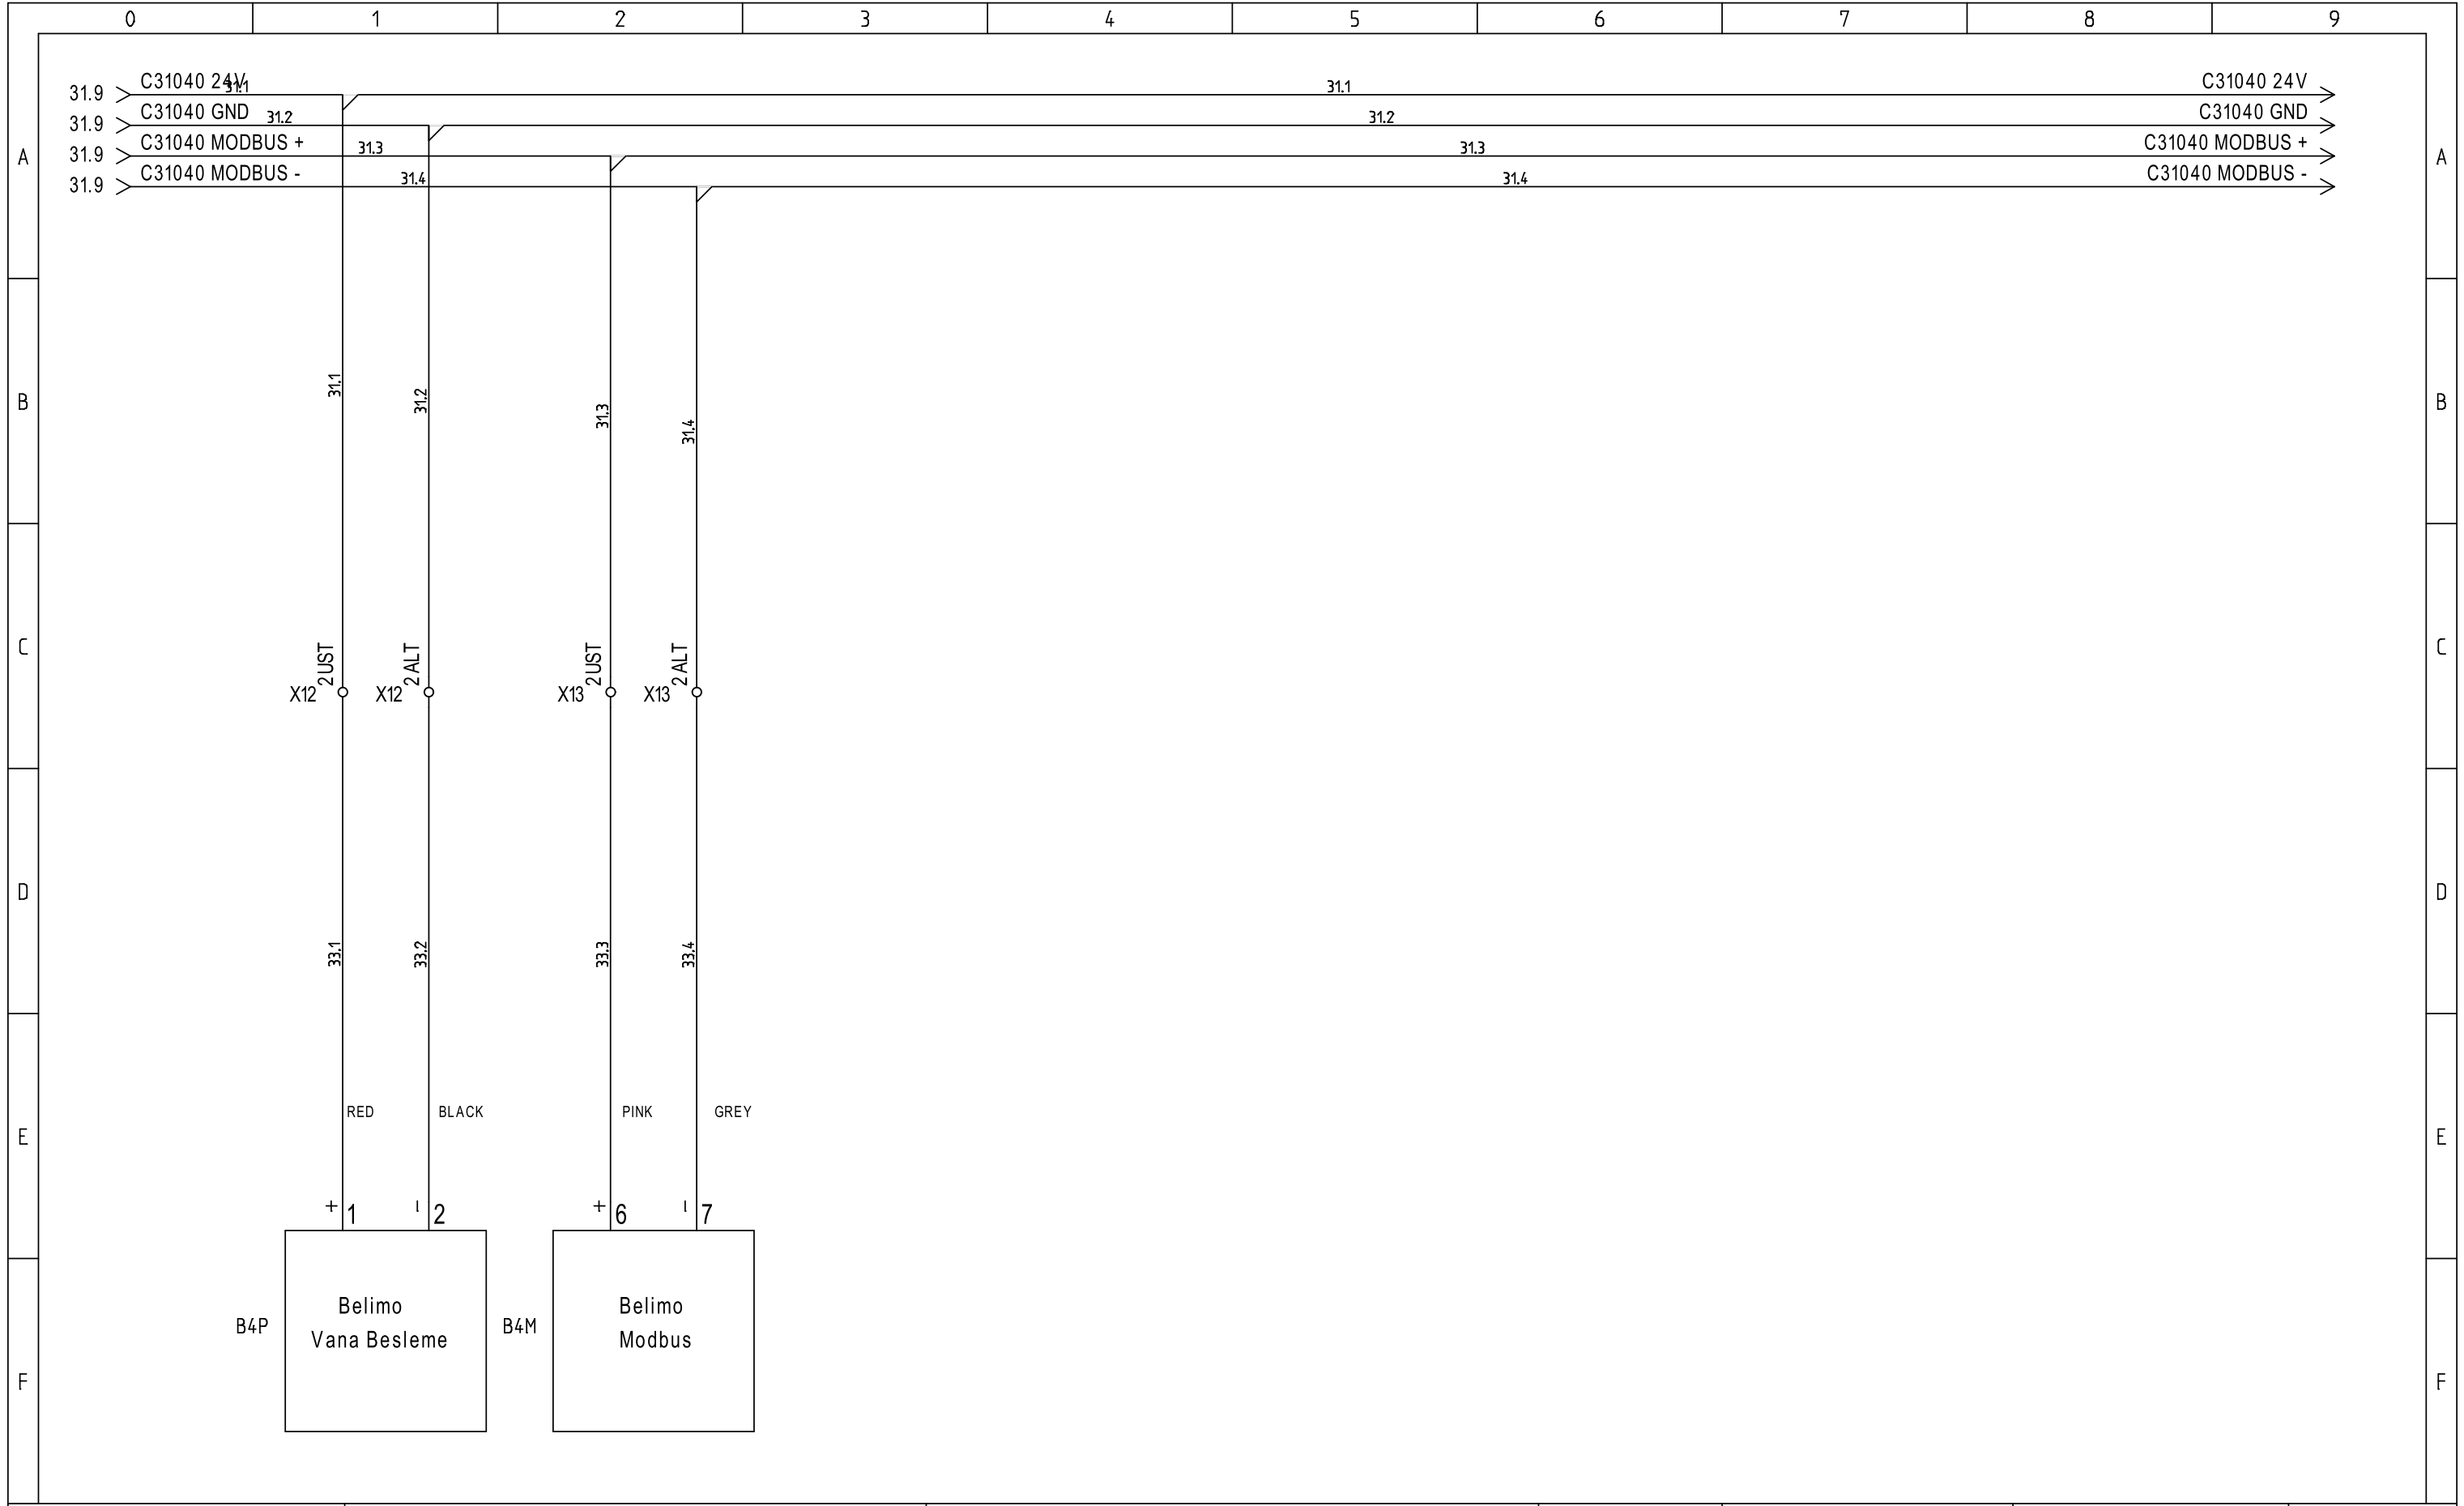 0 1 2 3 4 5 6 7 8 9
31.9 C31040 24V 31.1 31.1 C31040 24V
31.9 C31040 GND 31.2 31.2 C31040 GND
31.9 C31040 MODBUS + 31.3 31.3 C31040 MODBUS +
31.9 C31040 MODBUS - 31.4 31.4 C31040 MODBUS -
A A
31.1 31.2 31.3 31.4
B B
C C
X12 2UST X12 2ALT X13 2UST X13 2ALT
D D
33.1 33.2 33.3 33.4
RED BLACK PINK GREY
E E
+ 1 - 2 + 6 - 7
Belimo Belimo
B4P Vana Besleme B4M Modbus
F F